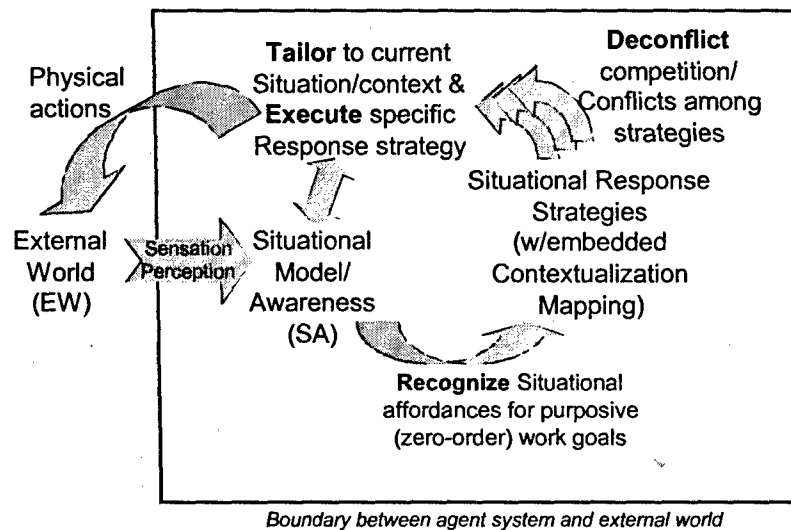 Physical
actions
Tailor to current
Situation/context &
Execute specific
Response strategy
Deconflict
competition/
Conflicts among
strategies
External
World
(EW)
Sensation
Perception
Situational
Model/
Awareness
(SA)
Situational Response
Strategies
(w/embedded
Contextualization
Mapping)
Recognize Situational
affordances for purposive
(zero-order) work goals
Boundary between agent system and external world